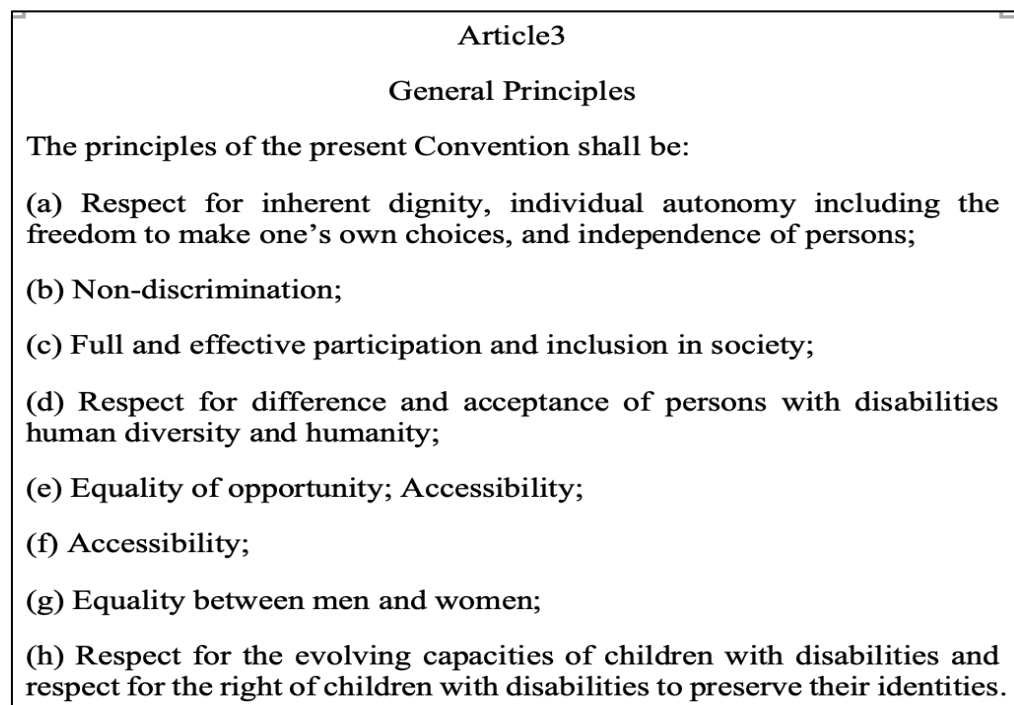 Article3
General Principles
The principles of the present Convention shall be:
(a) Respect for inherent dignity, individual autonomy including the
freedom to make one’s own choices, and independence of persons;
(b) Non-discrimination;
(c) Full and effective participation and inclusion in society;
(d) Respect for difference and acceptance of persons with disabilities
human diversity and humanity;
(e) Equality of opportunity; Accessibility;
(f) Accessibility;
(g) Equality between men and women;
(h) Respect for the evolving capacities of children with disabilities and
respect for the right of children with disabilities to preserve their identities.